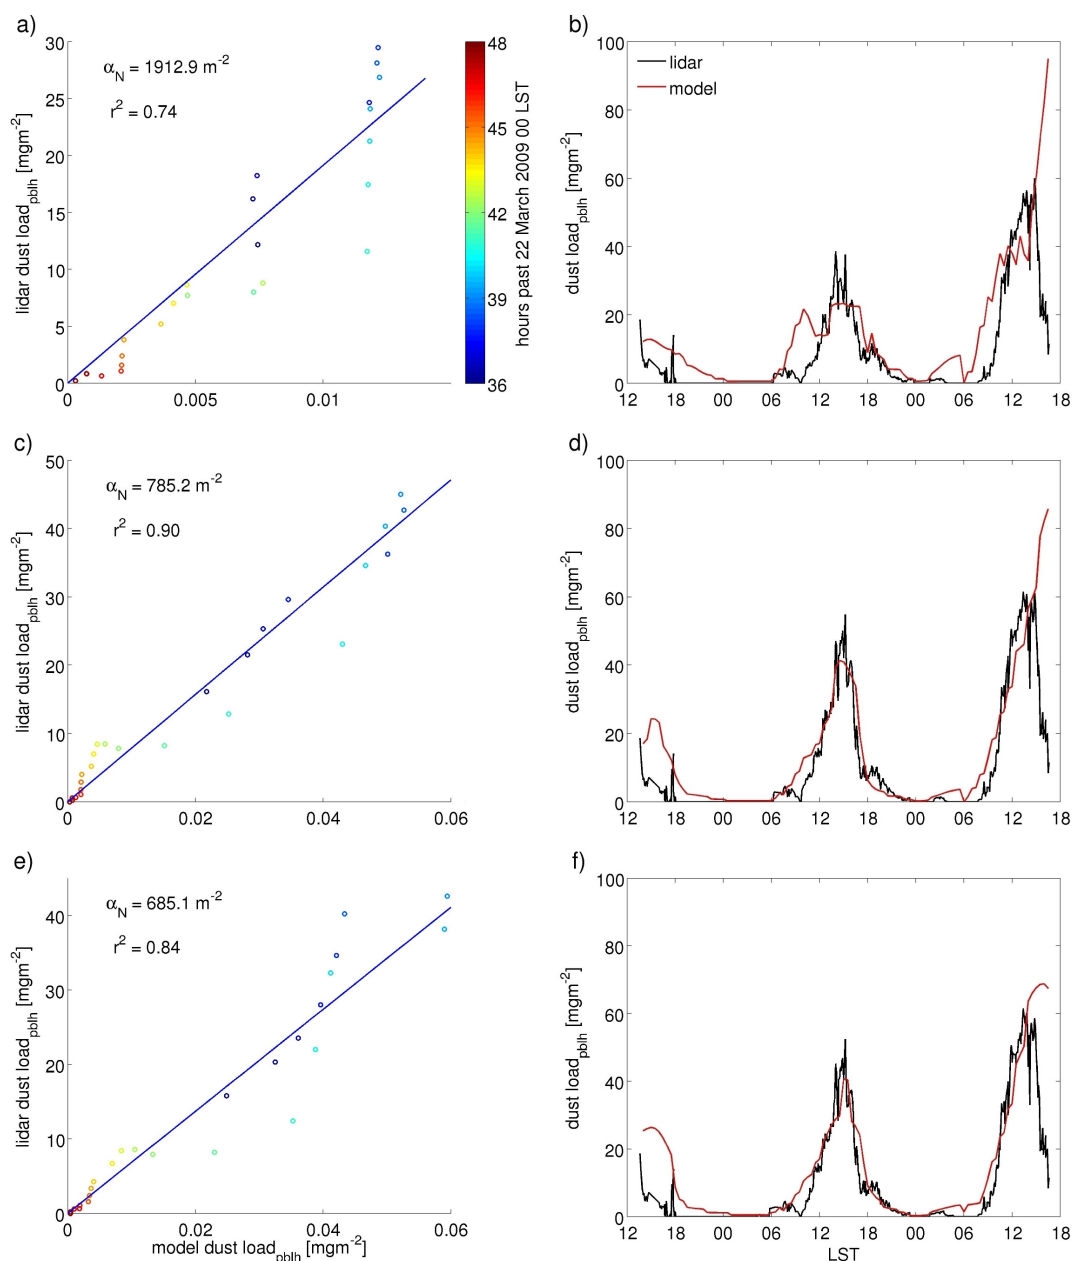 a)
α_N = 1912.9 m⁻²
r² = 0.74
lidar dust load_pblh [mgm⁻²]
30
25
20
15
10
5
0
0 0.005 0.01
48
45
42
39
36
hours past 22 March 2009 00 LST
b)
lidar
model
dust load_pblh [mgm⁻²]
100
80
60
40
20
0
12 18 00 06 12 18 00 06 12 18
c)
α_N = 785.2 m⁻²
r² = 0.90
lidar dust load_pblh [mgm⁻²]
50
40
30
20
10
0
0 0.02 0.04 0.06
d)
dust load_pblh [mgm⁻²]
100
80
60
40
20
0
12 18 00 06 12 18 00 06 12 18
e)
α_N = 685.1 m⁻²
r² = 0.84
lidar dust load_pblh [mgm⁻²]
40
30
20
10
0
0 0.02 0.04 0.06
model dust load_pblh [mgm⁻²]
f)
dust load_pblh [mgm⁻²]
100
80
60
40
20
0
12 18 00 06 12 18 00 06 12 18
LST